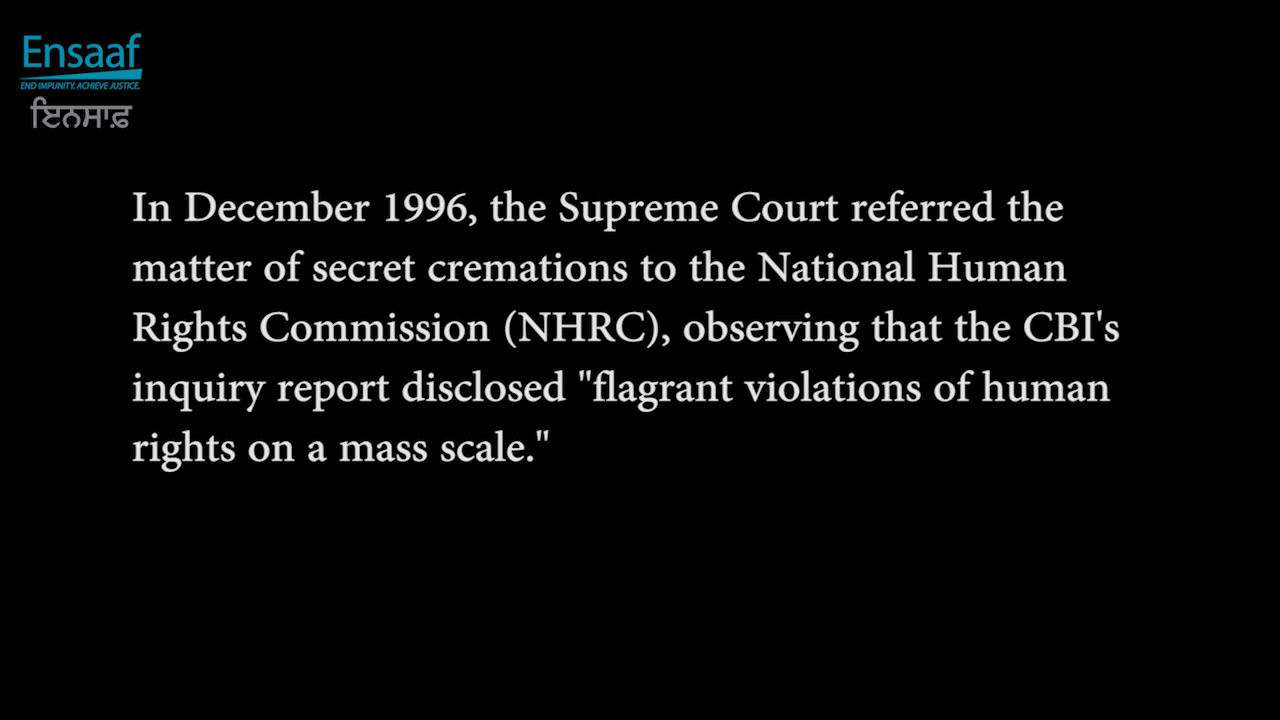 Ensaaf
END IMPUNITY. ACHIEVE JUSTICE.
ਇਨਸਾਫ਼
In December 1996, the Supreme Court referred the
matter of secret cremations to the National Human
Rights Commission (NHRC), observing that the CBI's
inquiry report disclosed "flagrant violations of human
rights on a mass scale."